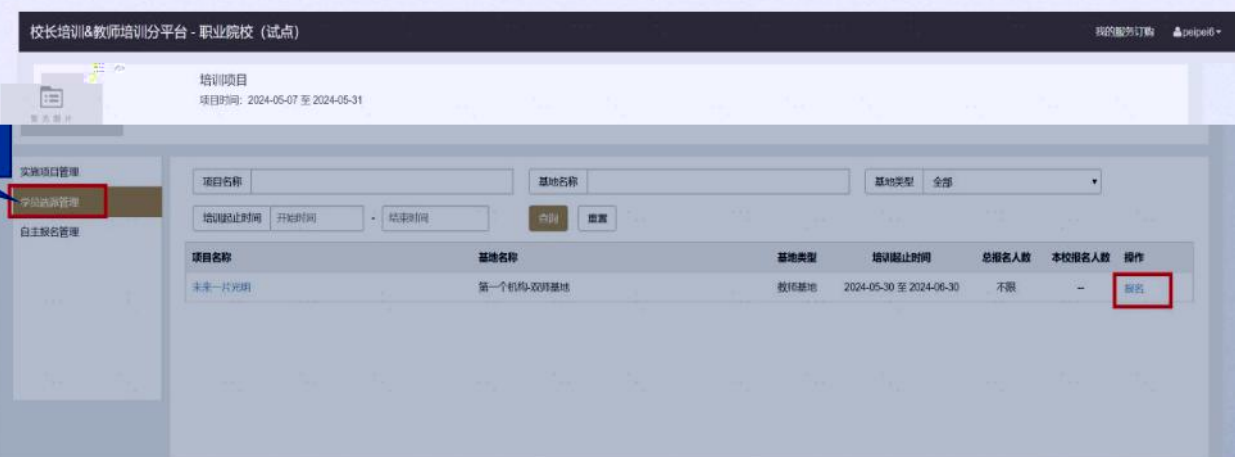 校长培训&教师培训分平台 - 职业院校（试点）
我的服务订购 peipei6
培训项目
项目时间：2024-05-07 至 2024-05-31
暂无图片
实施项目管理
学员选派管理
自主报名管理
项目名称 基地名称 基地类型 全部
培训起止时间 开始时间 - 结束时间 查询 重置
项目名称 基地名称 基地类型 培训起止时间 总报名人数 本校报名人数 操作
未来一片光明 第一个机构-双师基地 教师基地 2024-05-30 至 2024-06-30 不限 -- 报名